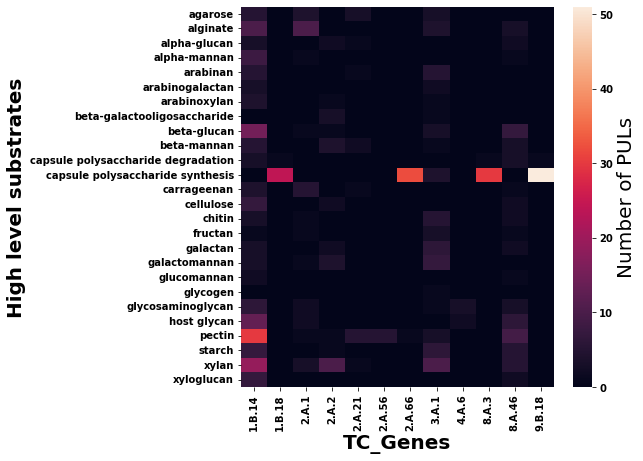 High level substrates
agarose
alginate
alpha-glucan
alpha-mannan
arabinan
arabinogalactan
arabinoxylan
beta-galactooligosaccharide
beta-glucan
beta-mannan
capsule polysaccharide degradation
capsule polysaccharide synthesis
carrageenan
cellulose
chitin
fructan
galactan
galactomannan
glucomannan
glycogen
glycosaminoglycan
host glycan
pectin
starch
xylan
xyloglucan
1.B.14
1.B.18
2.A.1
2.A.2
2.A.21
2.A.56
2.A.66
3.A.1
4.A.6
8.A.3
8.A.46
9.B.18
TC_Genes
50
40
30
20
10
0
Number of PULs